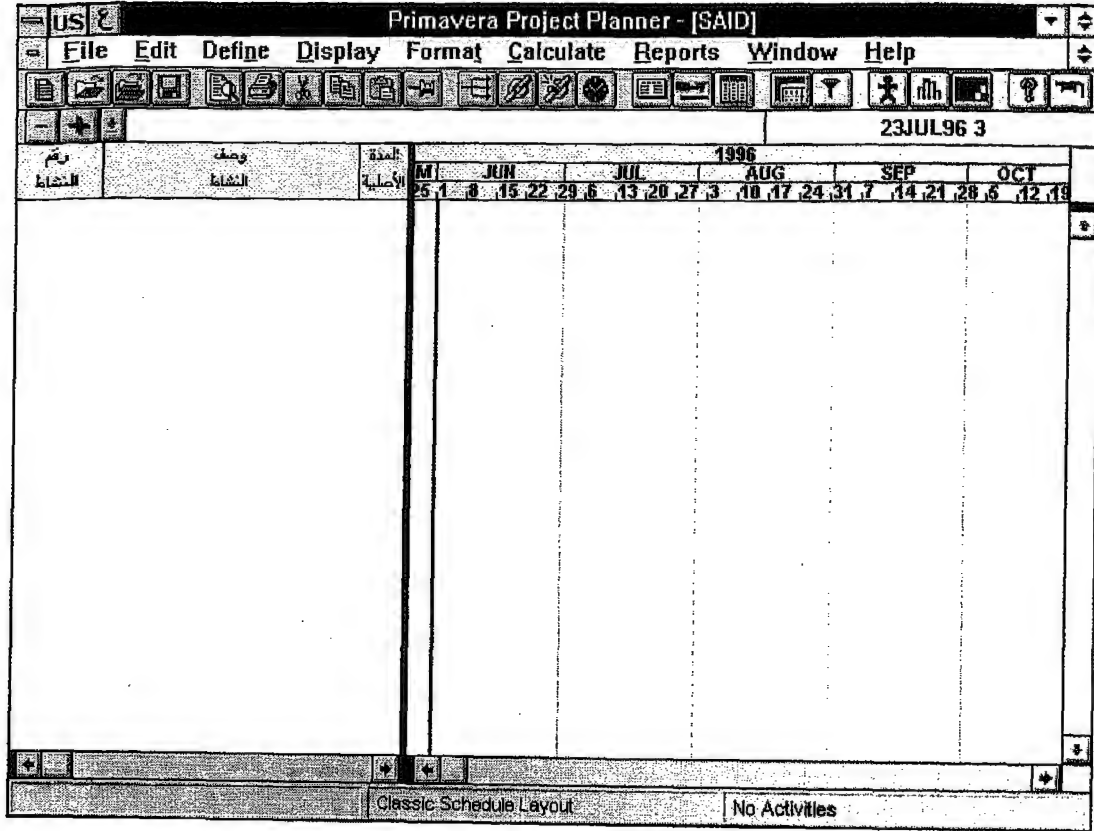 US ع Primavera Project Planner - [SAID]
File Edit Define Display Format Calculate Reports Window Help
23JUL96 3
رقم النشاط
وصف النشاط
المدة الأصلية
1996
M JUN JUL AUG SEP OCT
25 1 8 15 22 29 6 13 20 27 3 10 17 24 31 7 14 21 28 5 12 19
Classic Schedule Layout No Activities